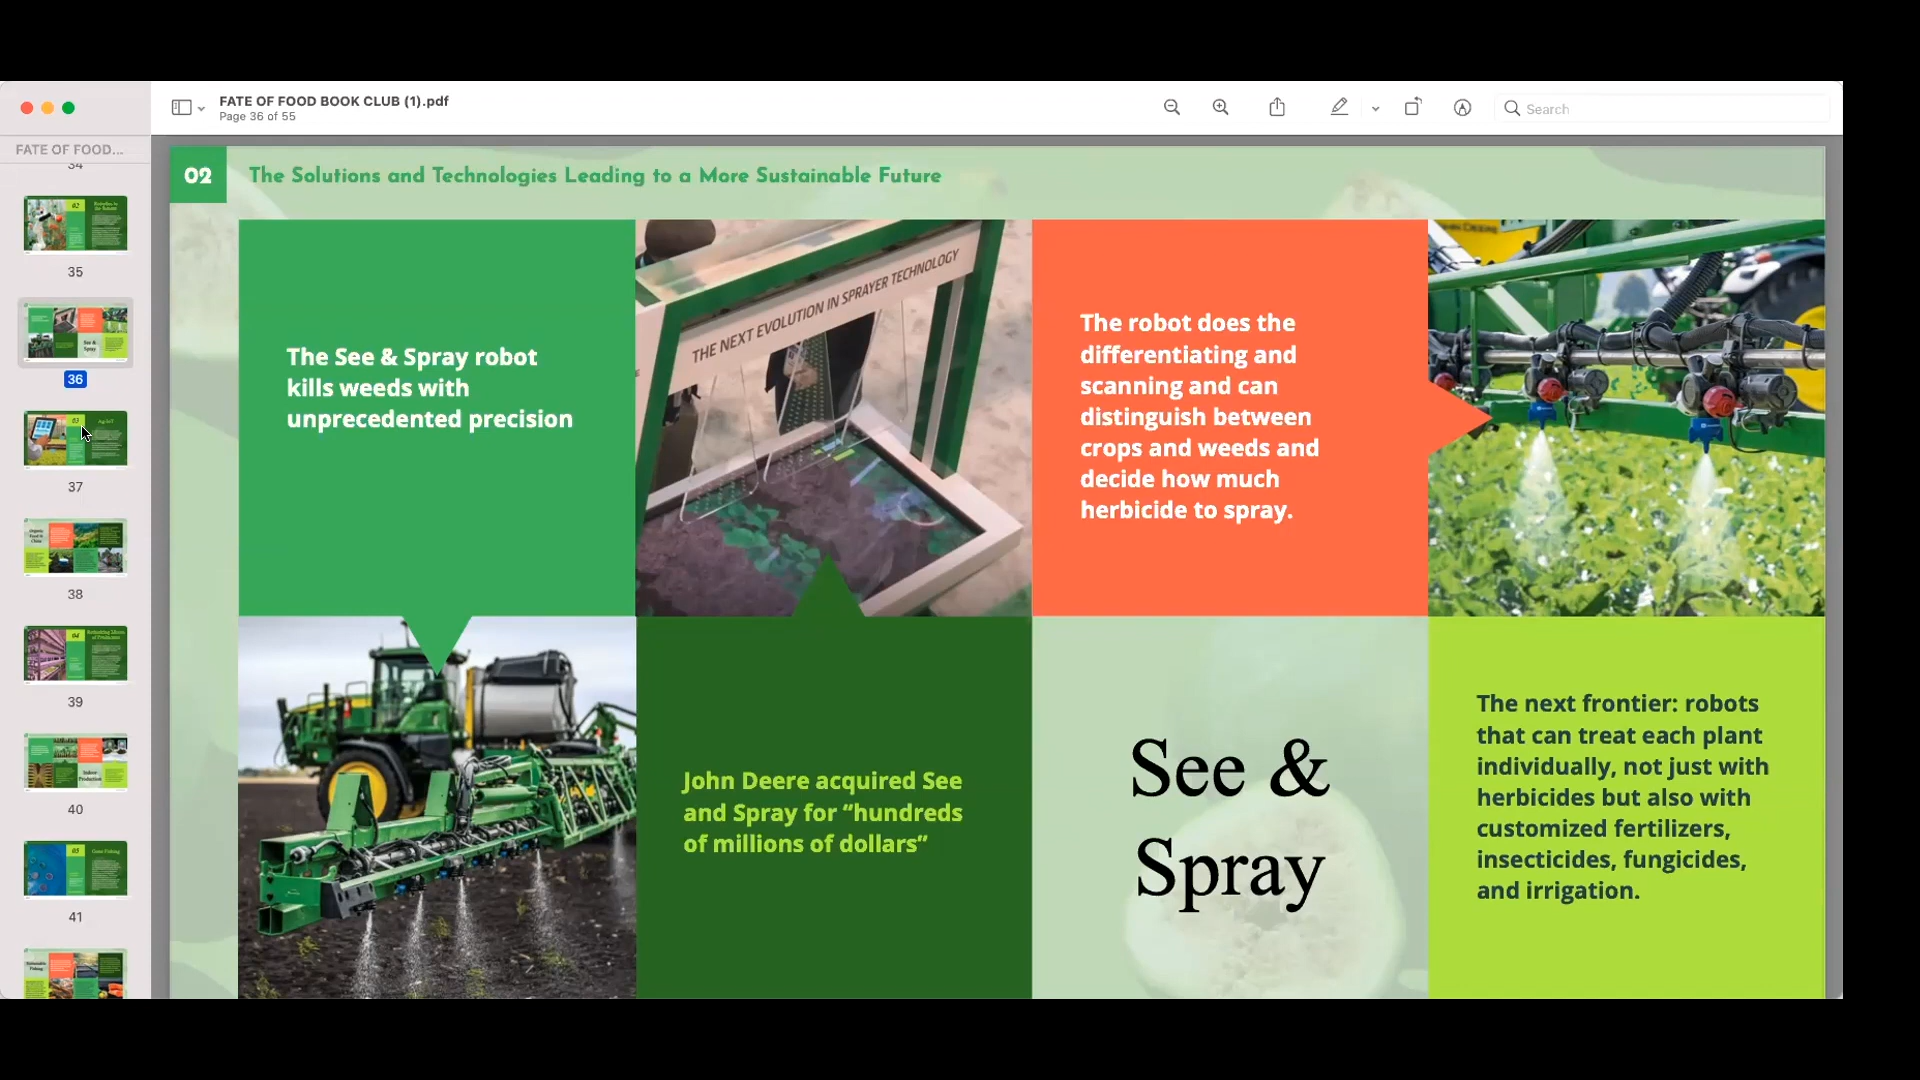 FATE OF FOOD BOOK CLUB (1).pdf
Page 36 of 55
Search
FATE OF FOOD...
34
02
35
36
03
37
38
04
39
40
05
41
02
The Solutions and Technologies Leading to a More Sustainable Future
The See & Spray robot
kills weeds with
unprecedented precision
THE NEXT EVOLUTION IN SPRAYER TECHNOLOGY
The robot does the
differentiating and
scanning and can
distinguish between
crops and weeds and
decide how much
herbicide to spray.
John Deere acquired See
and Spray for “hundreds
of millions of dollars”
See &
Spray
The next frontier: robots
that can treat each plant
individually, not just with
herbicides but also with
customized fertilizers,
insecticides, fungicides,
and irrigation.